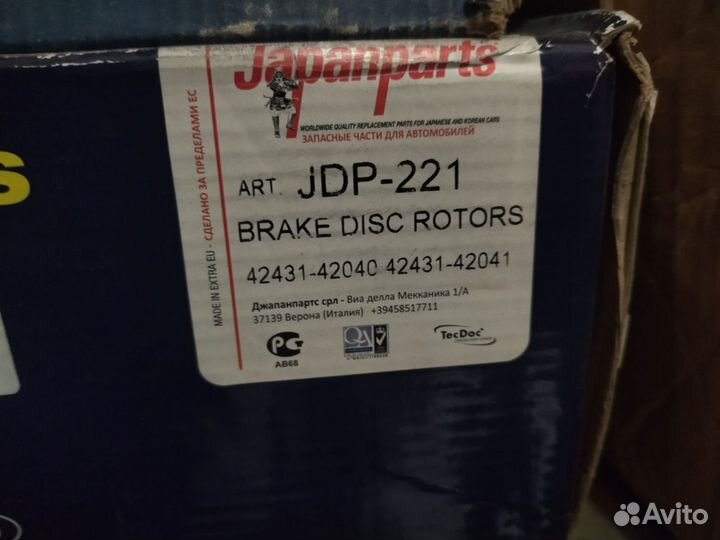 Japanparts
WORLDWIDE QUALITY REPLACEMENT PARTS FOR JAPANESE AND KOREAN CARS
ЗАПАСНЫЕ ЧАСТИ ДЛЯ АВТОМОБИЛЕЙ
MADE IN EXTRA EU - СДЕЛАНО ЗА ПРЕДЕЛАМИ ЕС
ART. JDP-221
BRAKE DISC ROTORS
42431-42040 42431-42041
Джапанпартс срл - Виа делла Мекканика 1/А
37139 Верона (Италия) +39458517711
РСТ
АВ68
QA
TecDoc
s
Avito